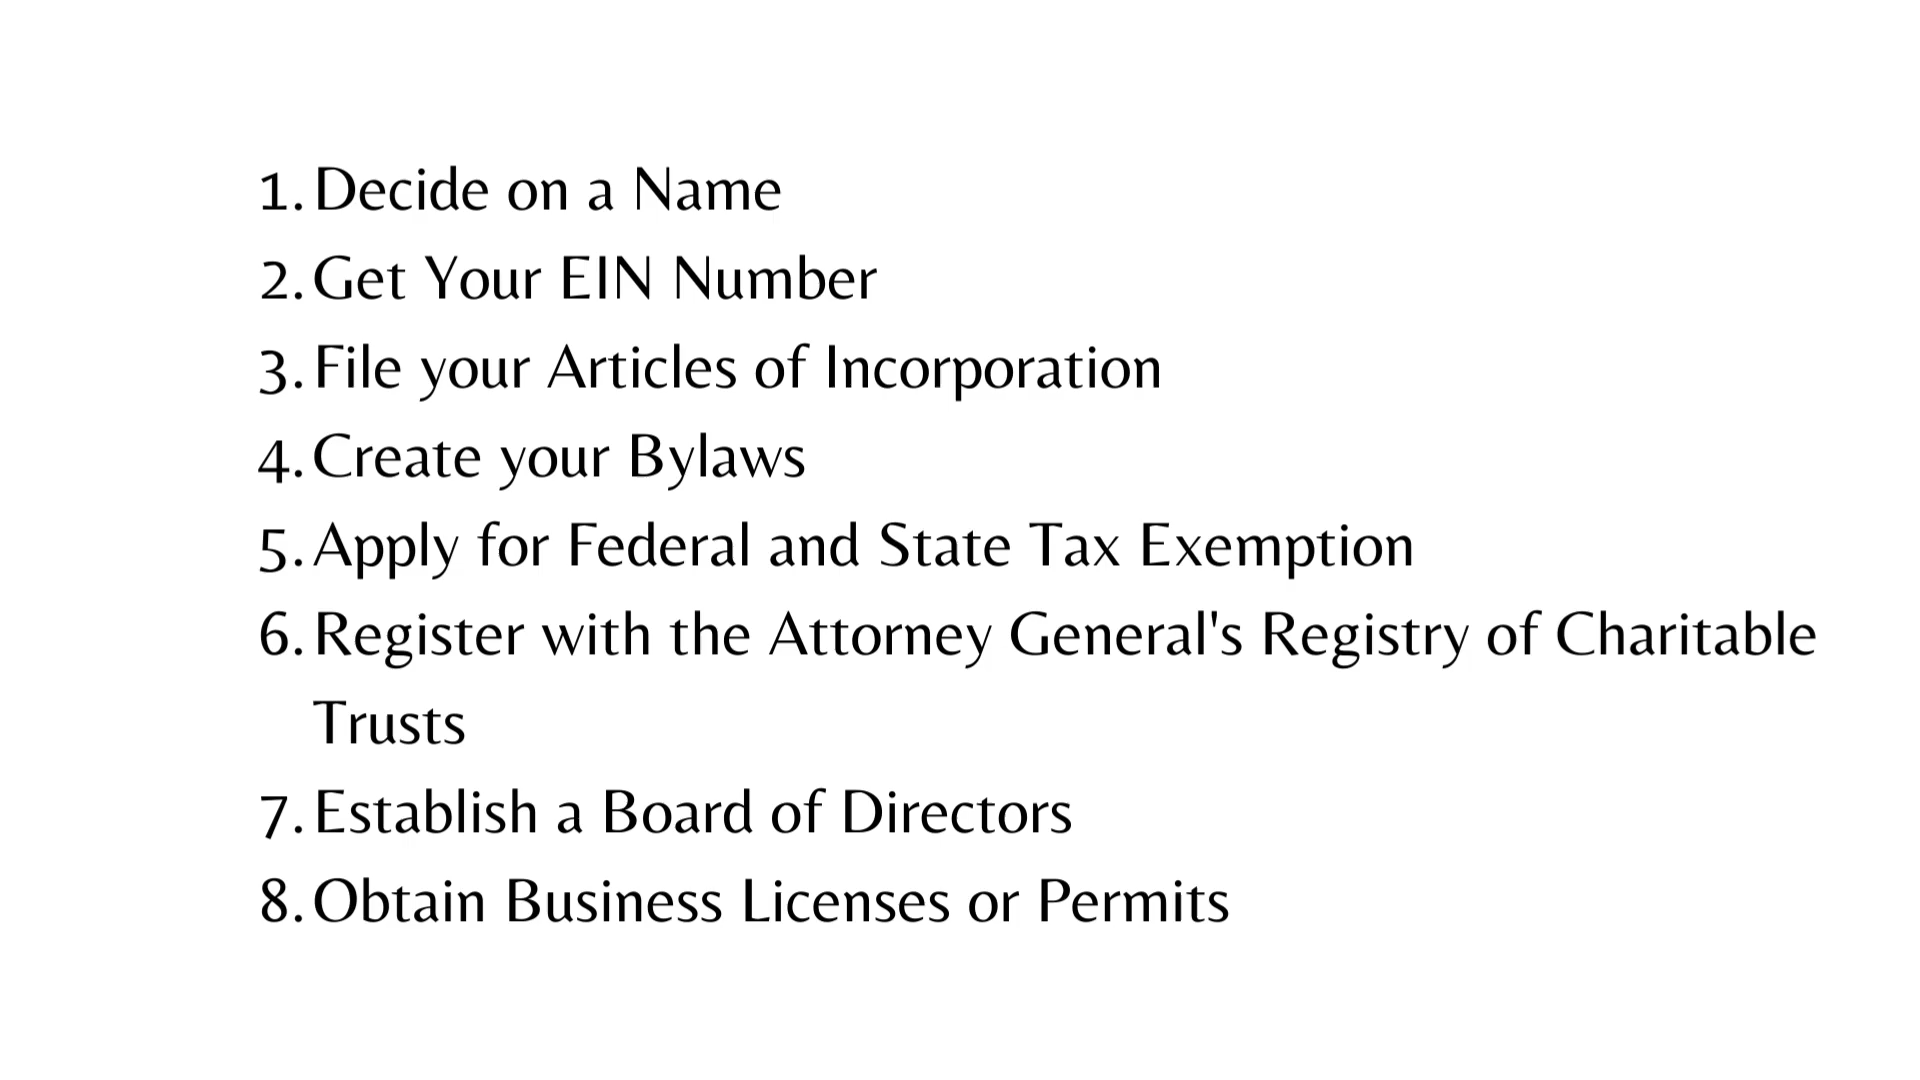 1. Decide on a Name
2. Get Your EIN Number
3. File your Articles of Incorporation
4. Create your Bylaws
5. Apply for Federal and State Tax Exemption
6. Register with the Attorney General's Registry of Charitable
Trusts
7. Establish a Board of Directors
8. Obtain Business Licenses or Permits